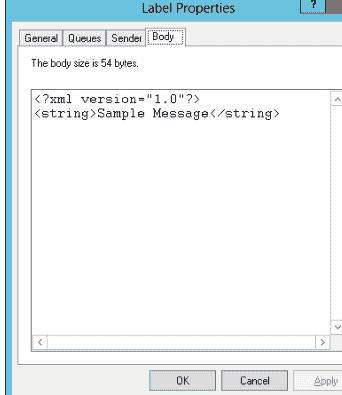 Label Properties
?
General Queues Sender Body
The body size is 54 bytes.
<?xml version="1.0"?>
<string>Sample Message</string>
OK Cancel Apply